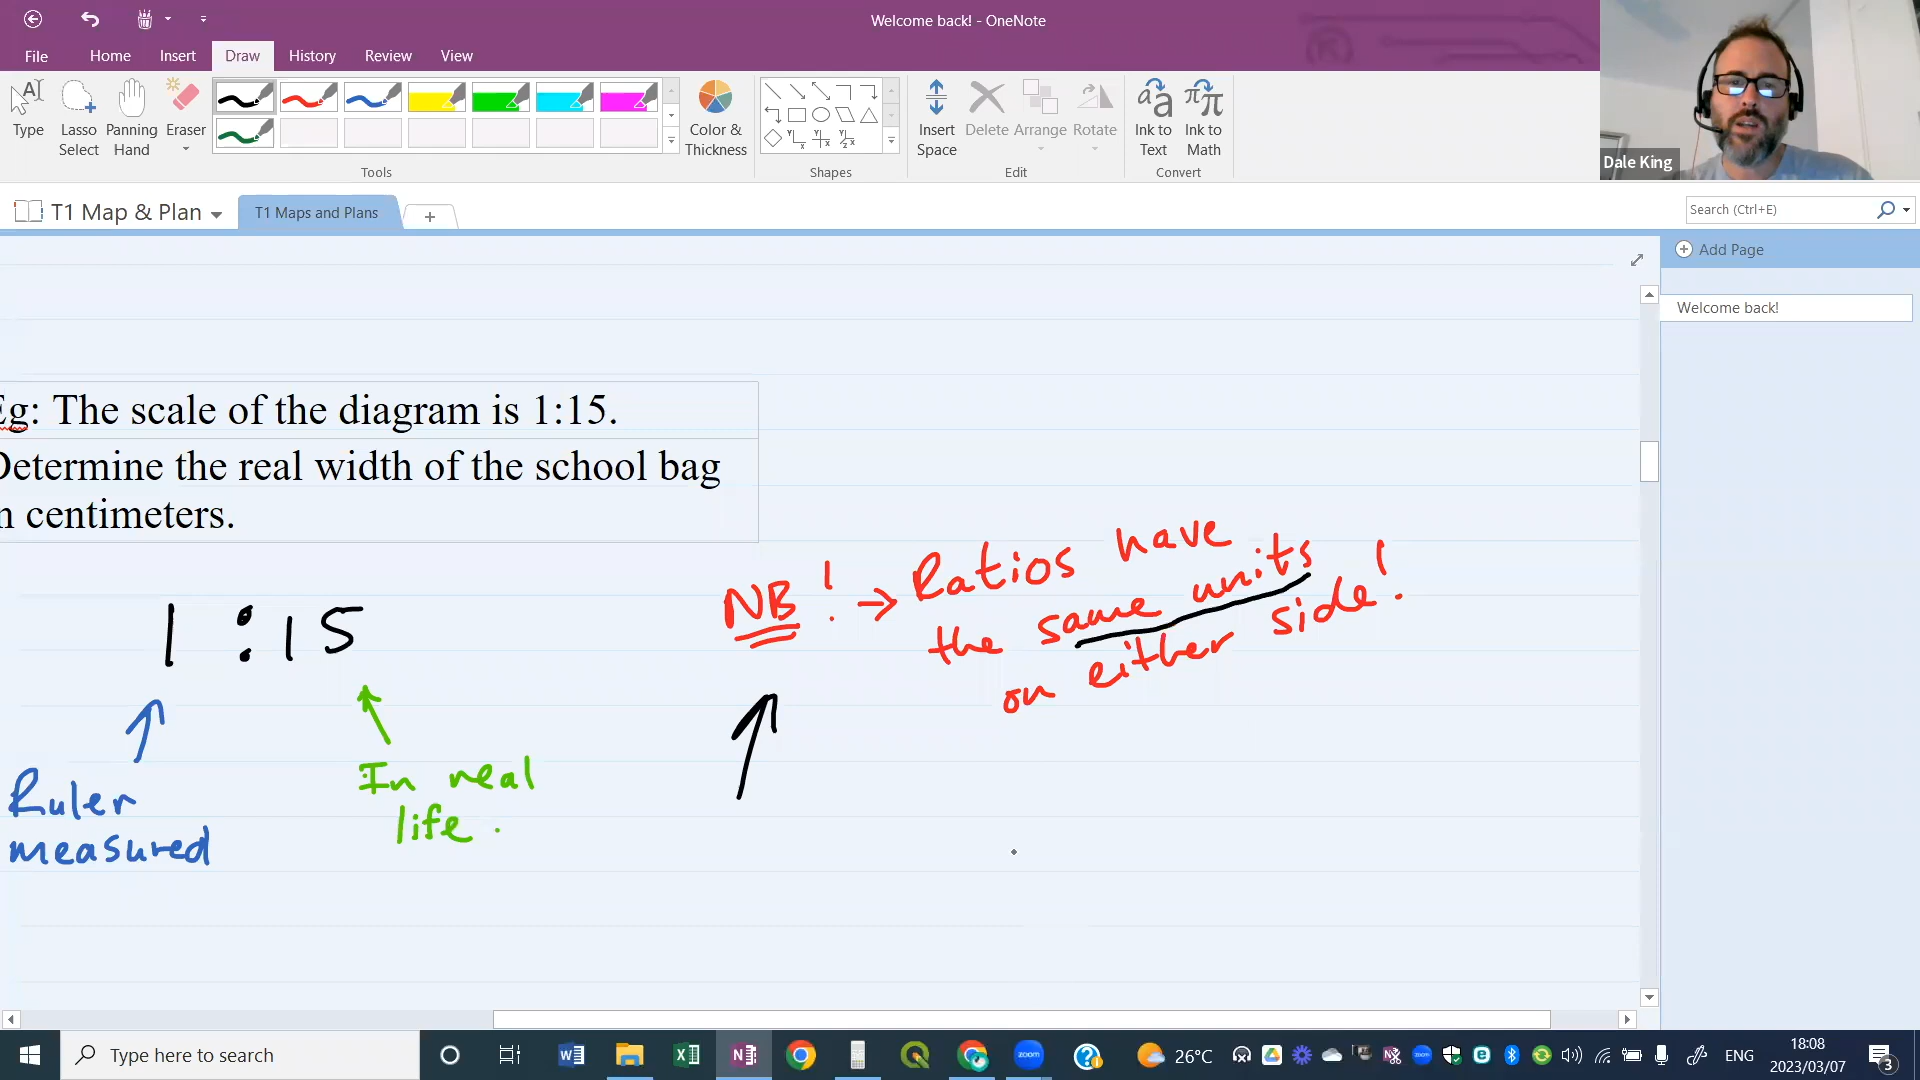 Welcome back! - OneNote
File Home Insert Draw History Review View
Type
Lasso Select
Panning Hand
Eraser
Color & Thickness
Insert Space
Delete
Arrange
Rotate
Ink to Text
Ink to Math
Tools
Shapes
Edit
Convert
Dale King
T1 Map & Plan
T1 Maps and Plans
Search (Ctrl+E)
Add Page
Welcome back!
Eg: The scale of the diagram is 1:15.
Determine the real width of the school bag
n centimeters.
NB! → Ratios have
the same units
on either side!
1:15
Ruler
measured
In real
life.
Type here to search
zoom
26°C
ENG
18:08
2023/03/07
3